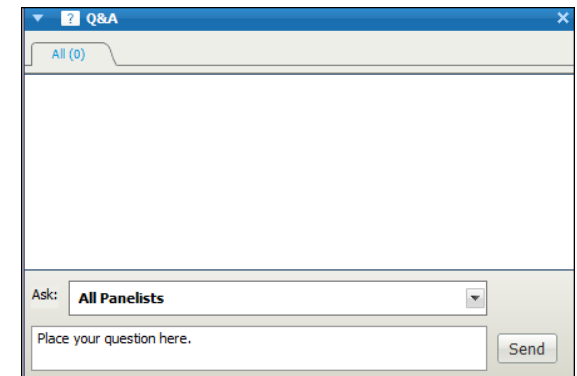 ? Q&A
All (0)
Ask: All Panelists
Place your question here.
Send